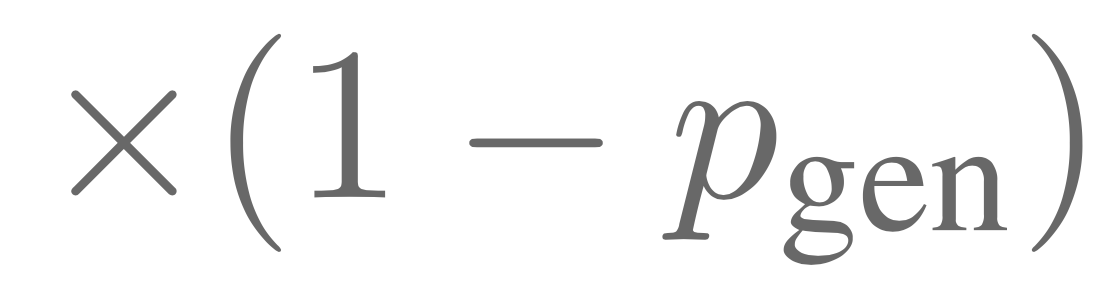 ×(1 − p_gen)